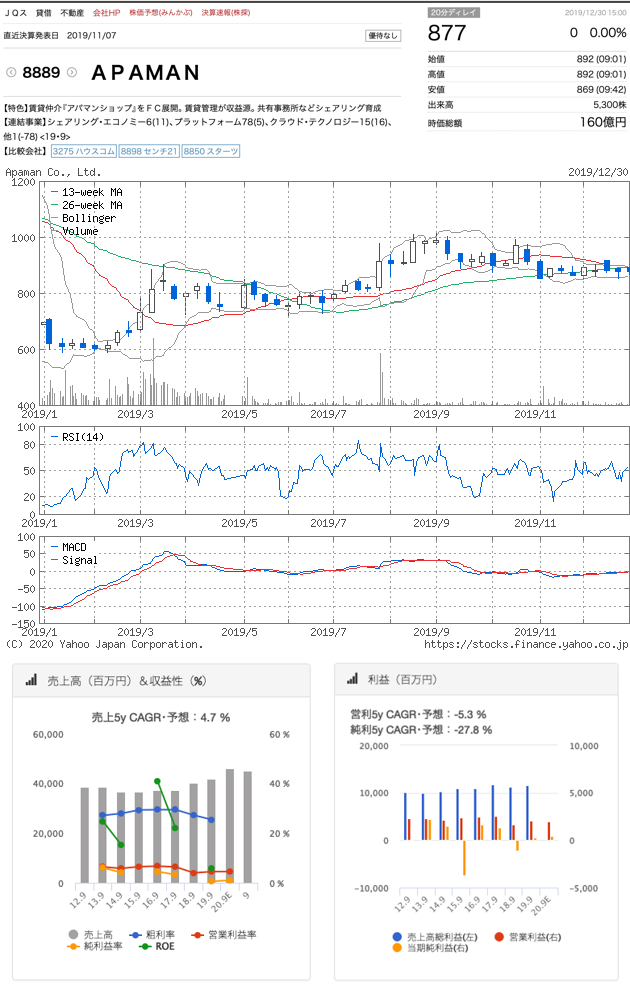 ＪＱス 貸借 不動産 会社HP 株価予想(みんかぶ) 決算速報(株探)
直近決算発表日 2019/11/07
優待なし
8889 ＡＰＡＭＡＮ
【特色】賃貸仲介『アパマンショップ』をＦＣ展開。賃貸管理が収益源。共有事務所などシェアリング育成
【連結事業】シェアリング・エコノミー6(11)、プラットフォーム78(5)、クラウド・テクノロジー15(16)、
他1(-78) <19・9>
【比較会社】 3275 ハウスコム 8898 センチ21 8850 スターツ
20分ディレイ
2019/12/30 15:00
877 0 0.00%
始値 892 (09:01)
高値 892 (09:01)
安値 869 (09:42)
出来高 5,300株
時価総額 160億円
Apaman Co., Ltd. 2019/12/30
1200
1000
800
600
400
13-week MA
26-week MA
Bollinger
Volume
2019/1 2019/3 2019/5 2019/7 2019/9 2019/11
100
80
50
20
0
RSI(14)
2019/1 2019/3 2019/5 2019/7 2019/9 2019/11
100
50
0
-50
-100
-150
MACD
Signal
2019/1 2019/3 2019/5 2019/7 2019/9 2019/11
(C) 2020 Yahoo Japan Corporation. https://stocks.finance.yahoo.co.jp
売上高（百万円）＆収益性（%）
売上5y CAGR・予想：4.7 %
60,000 60 %
40,000 40 %
20,000 20 %
0 0 %
12.9 13.9 14.9 15.9 16.9 17.9 18.9 19.9 20.9E 9
売上高 粗利率 営業利益率
純利益率 ROE
利益（百万円）
営利5y CAGR・予想：-5.3 %
純利5y CAGR・予想：-27.8 %
20,000 10,000
10,000 5,000
0 0
-10,000 -5,000
12.9 13.9 14.9 15.9 16.9 17.9 18.9 19.9 20.9E
売上高総利益(左) 営業利益(右)
当期純利益(右)